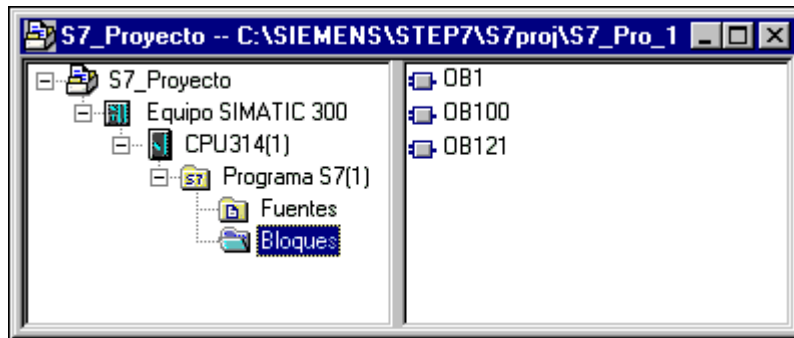 S7_Proyecto -- C:\SIEMENS\STEP7\S7proj\S7_Pro_1
S7_Proyecto
Equipo SIMATIC 300
CPU314(1)
S7 Programa S7(1)
Fuentes
Bloques
OB1
OB100
OB121